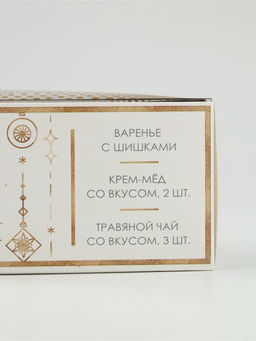 ВАРЕНЬЕ
С ШИШКАМИ
КРЕМ-МЁД
СО ВКУСОМ, 2 ШТ.
ТРАВЯНОЙ ЧАЙ
СО ВКУСОМ, 3 ШТ.